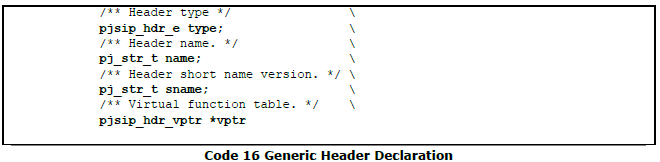 /** Header type */ \
pjsip_hdr_e type; \
/** Header name. */ \
pj_str_t name; \
/** Header short name version. */ \
pj_str_t sname; \
/** Virtual function table. */ \
pjsip_hdr_vptr *vptr
Code 16 Generic Header Declaration